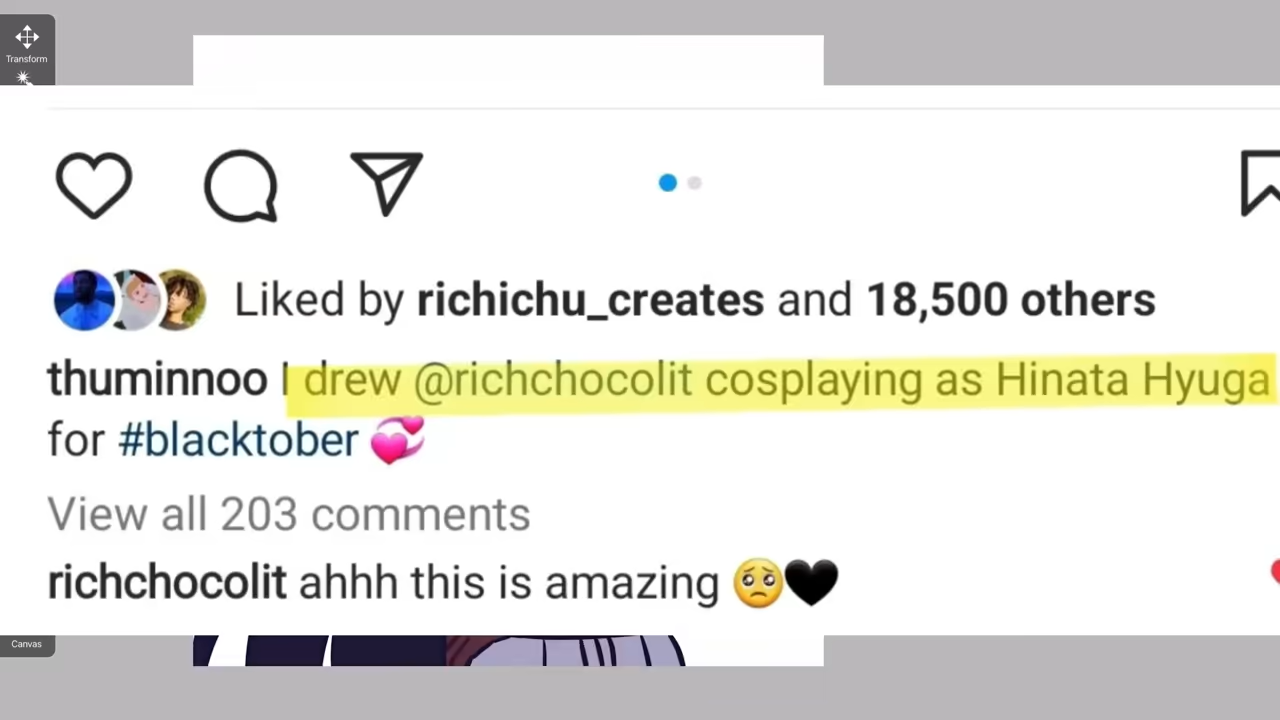 Transform
Liked by richichu_creates and 18,500 others
thuminnoo I drew @richchocolit cosplaying as Hinata Hyuga
for #blacktober 💞
View all 203 comments
richchocolit ahhh this is amazing 🥺🖤
Canvas